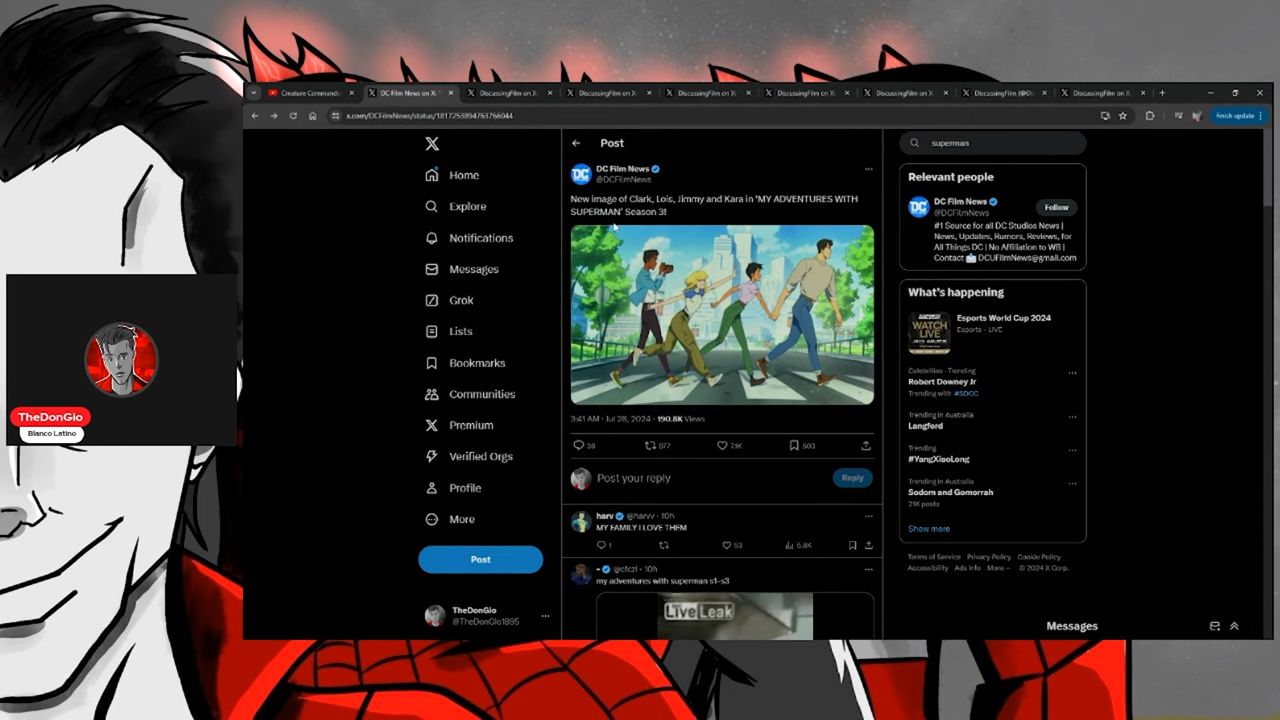 Creature Command
DC Film News on X
DiscussingFilm on X
DiscussingFilm on X
DiscussingFilm on X
DiscussingFilm on X
DiscussingFilm on X
DiscussingFilm (@Di
DiscussingFilm on X
x.com/DCFilmNews/status/1817253894763766044
Finish update
Home
Explore
Notifications
Messages
Grok
Lists
Bookmarks
Communities
Premium
Verified Orgs
Profile
More
Post
TheDonGio
@TheDonGio1895
Post
DC Film News
@DCFilmNews
New image of Clark, Lois, Jimmy and Kara in 'MY ADVENTURES WITH
SUPERMAN' Season 3!
3:41 AM · Jul 28, 2024 · 190.8K Views
38 977 7.1K 503
Post your reply
Reply
harv @harvv · 10h
MY FAMILY I LOVE THEM
1 53 5.8K
- @cfczl · 10h
my adventures with superman s1-s3
LiveLeak
superman
Relevant people
DC Film News
@DCFilmNews
Follow
#1 Source for all DC Studios News |
News, Updates, Rumors, Reviews, for
All Things DC | No Affiliation to WB |
Contact 📩 DCUFilmNews@gmail.com
What's happening
WATCH
LIVE
Esports World Cup 2024
Esports · LIVE
Celebrities · Trending
Robert Downey Jr
Trending with #SDCC
Trending in Australia
Langford
Trending
#YangXiaoLong
Trending in Australia
Sodom and Gomorrah
21K posts
Show more
Terms of Service Privacy Policy Cookie Policy
Accessibility Ads info More ··· © 2024 X Corp.
Messages
TheDonGio
Bianco Latino